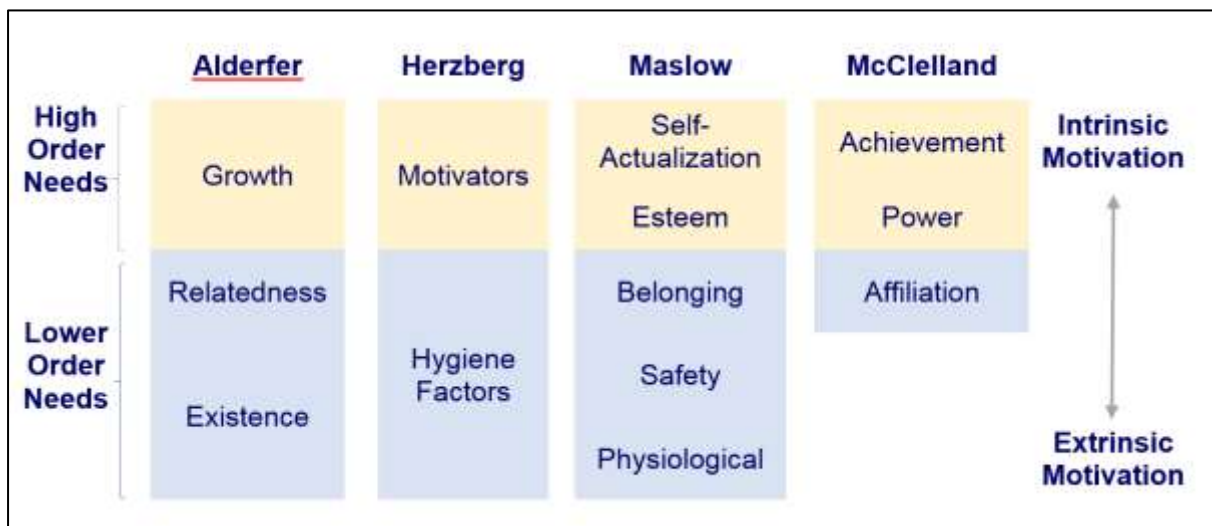 Alderfer
Herzberg
Maslow
McClelland
High
Order
Needs
Growth
Motivators
Self-
Actualization
Esteem
Achievement
Power
Intrinsic
Motivation
Lower
Order
Needs
Relatedness
Existence
Hygiene
Factors
Belonging
Safety
Physiological
Affiliation
Extrinsic
Motivation